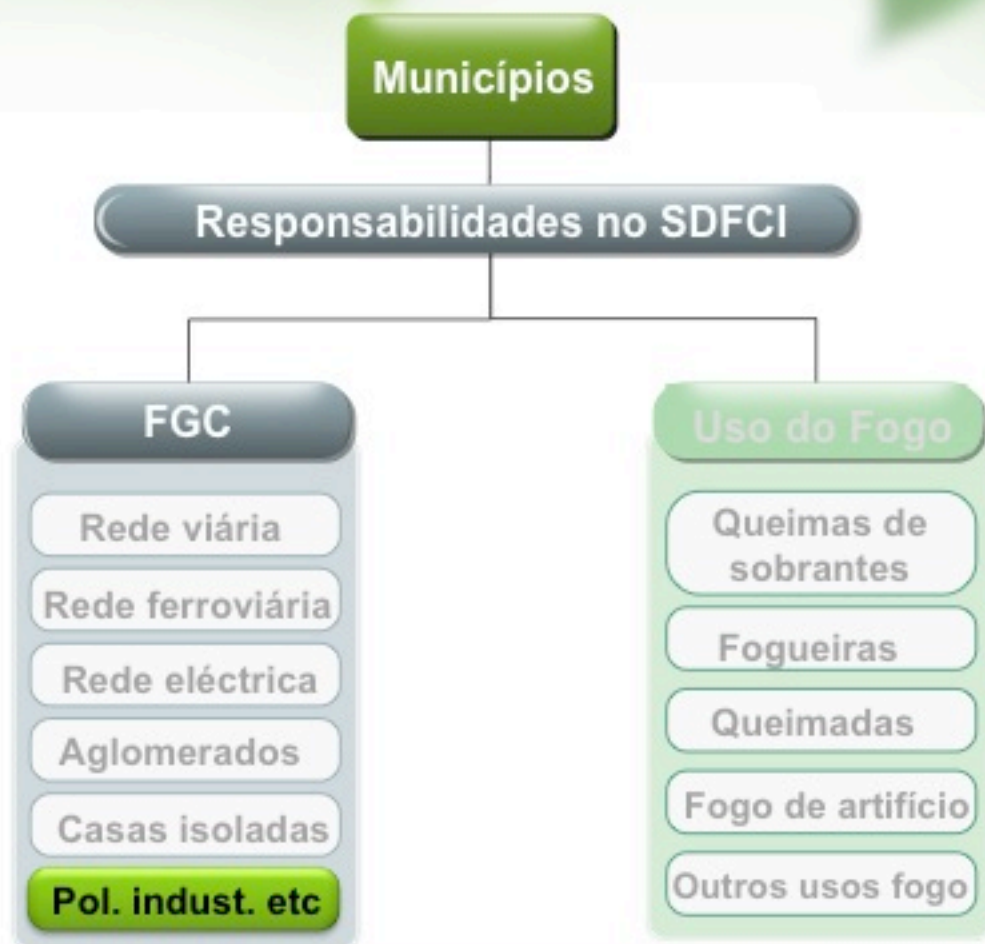 Municípios
Responsabilidades no SDFCI
FGC
Rede viária
Rede ferroviária
Rede eléctrica
Aglomerados
Casas isoladas
Pol. indust. etc
Uso do Fogo
Queimas de
sobrantes
Fogueiras
Queimadas
Fogo de artifício
Outros usos fogo